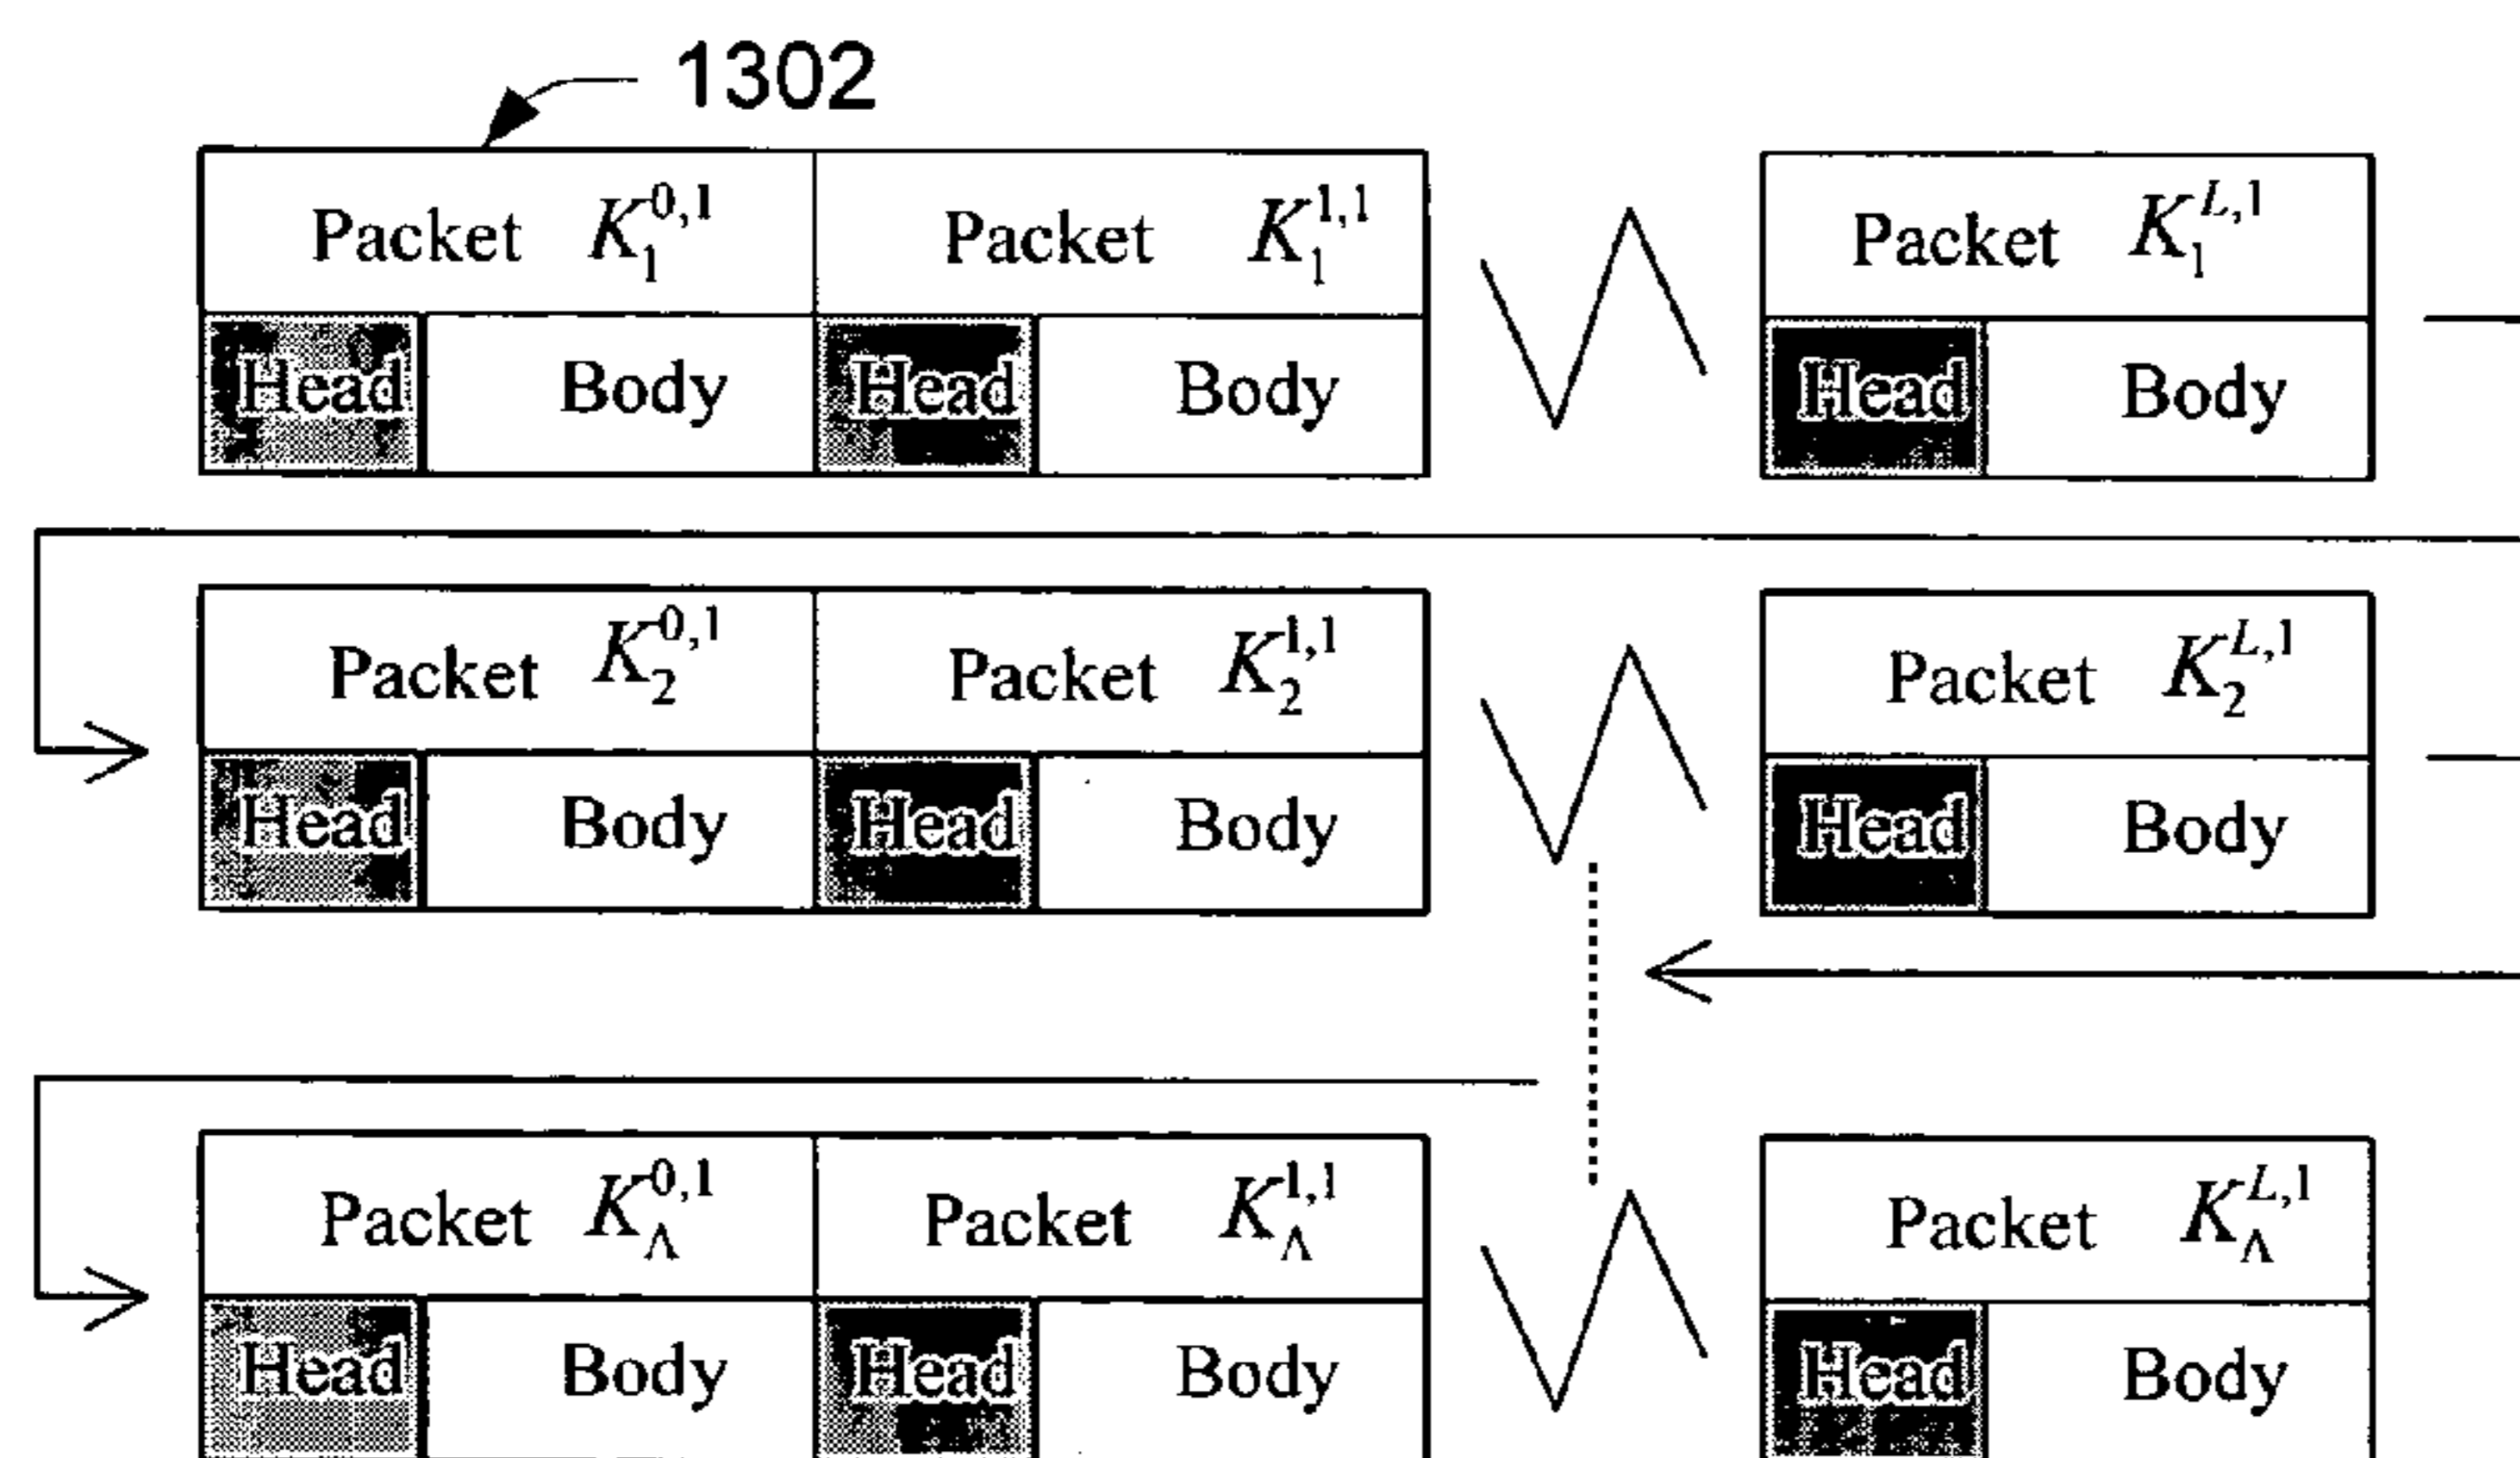 1302
Packet K_1^{0,1} Packet K_1^{1,1} Packet K_1^{L,1}
Head Body Head Body Head Body
Packet K_2^{0,1} Packet K_2^{1,1} Packet K_2^{L,1}
Head Body Head Body Head Body
Packet K_Λ^{0,1} Packet K_Λ^{1,1} Packet K_Λ^{L,1}
Head Body Head Body Head Body